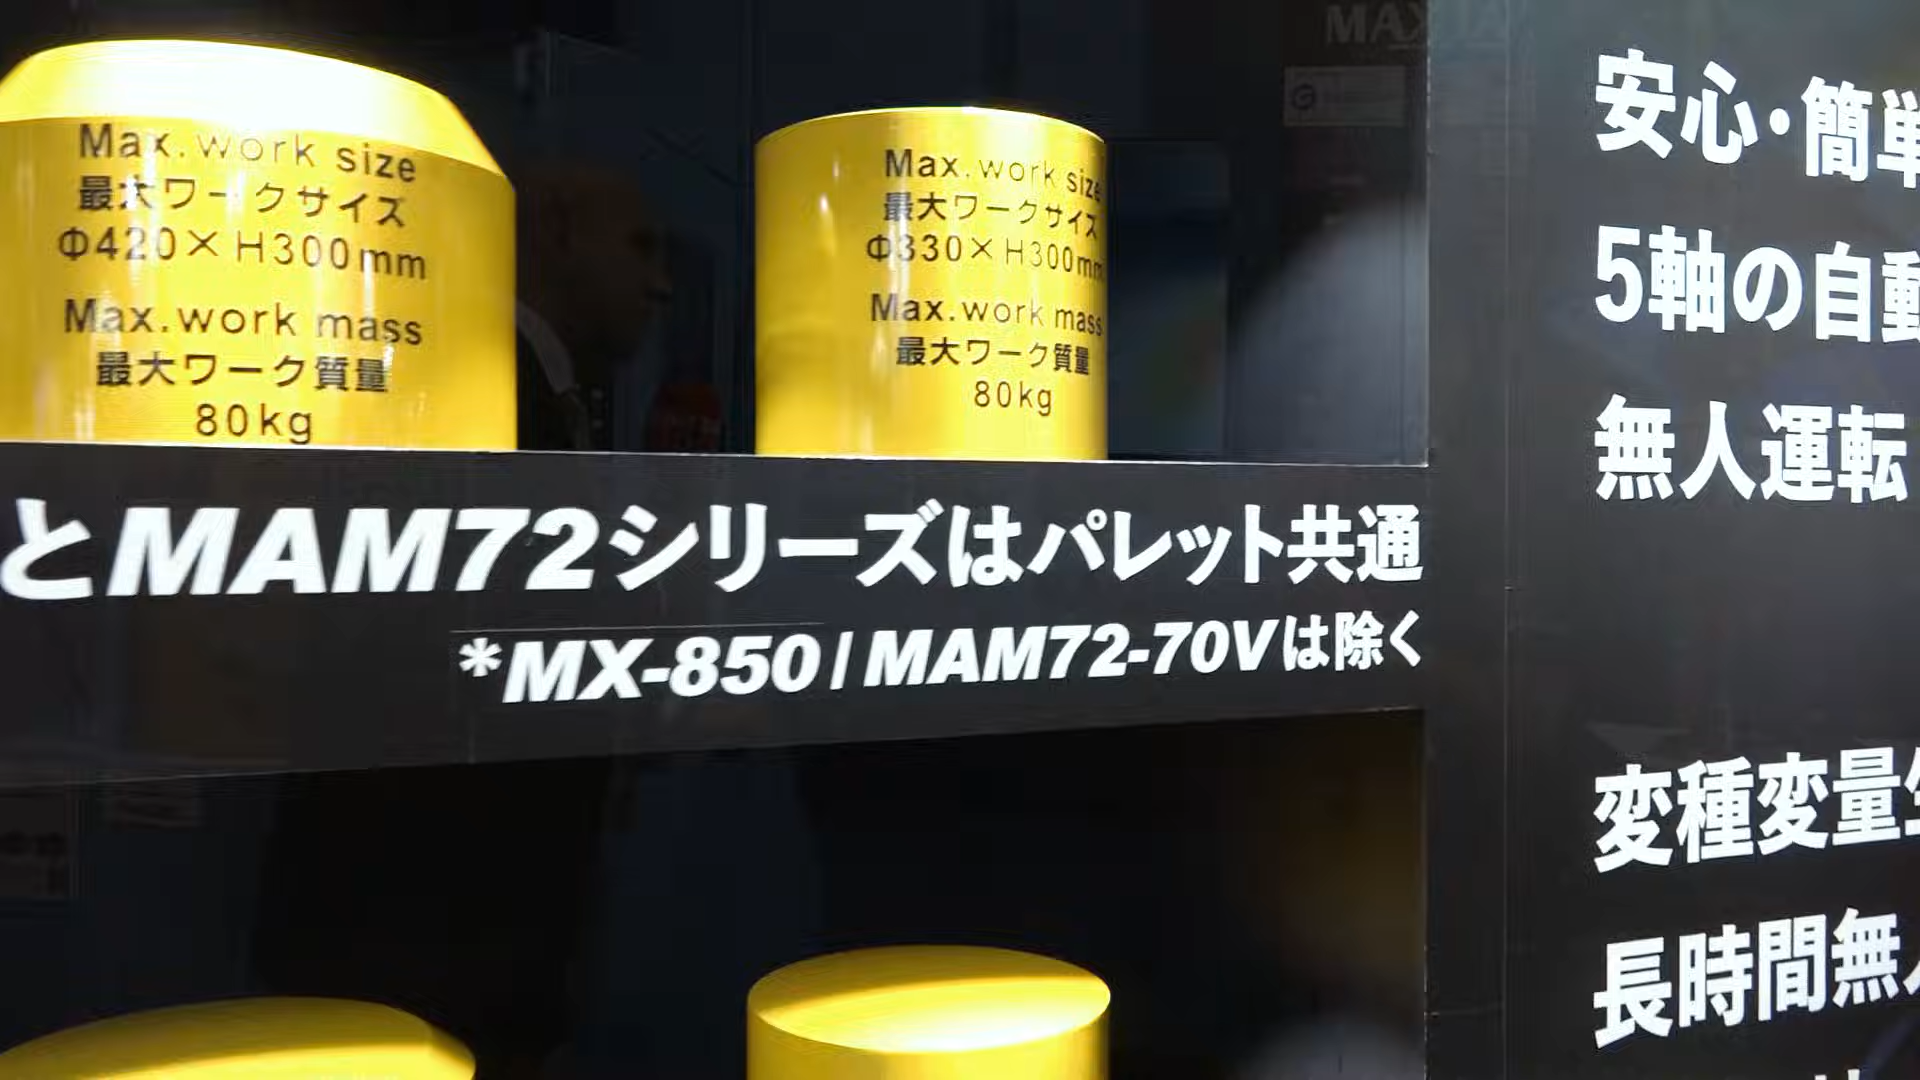 Max.work size
最大ワークサイズ
Φ420×H300mm
Max.work mass
最大ワーク質量
80kg
Max.work size
最大ワークサイズ
Φ330×H300mm
Max.work mass
最大ワーク質量
80kg
とMAM72シリーズはパレット共通
*MX-850/MAM72-70Vは除く
安心・簡単
5軸の自動
無人運転
変種変量
長時間無